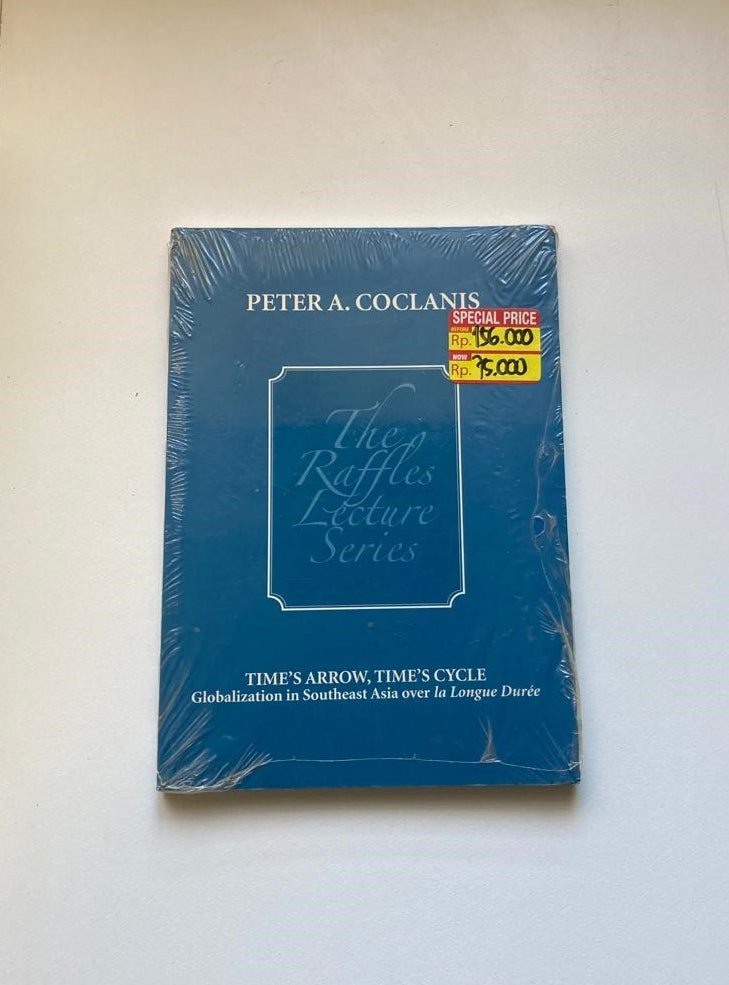 PETER A. COCLANIS
SPECIAL PRICE
BEFORE
Rp. 156.000
NOW
Rp. 75.000
The
Raffles
Lecture
Series
TIME'S ARROW, TIME'S CYCLE
Globalization in Southeast Asia over la Longue Durée